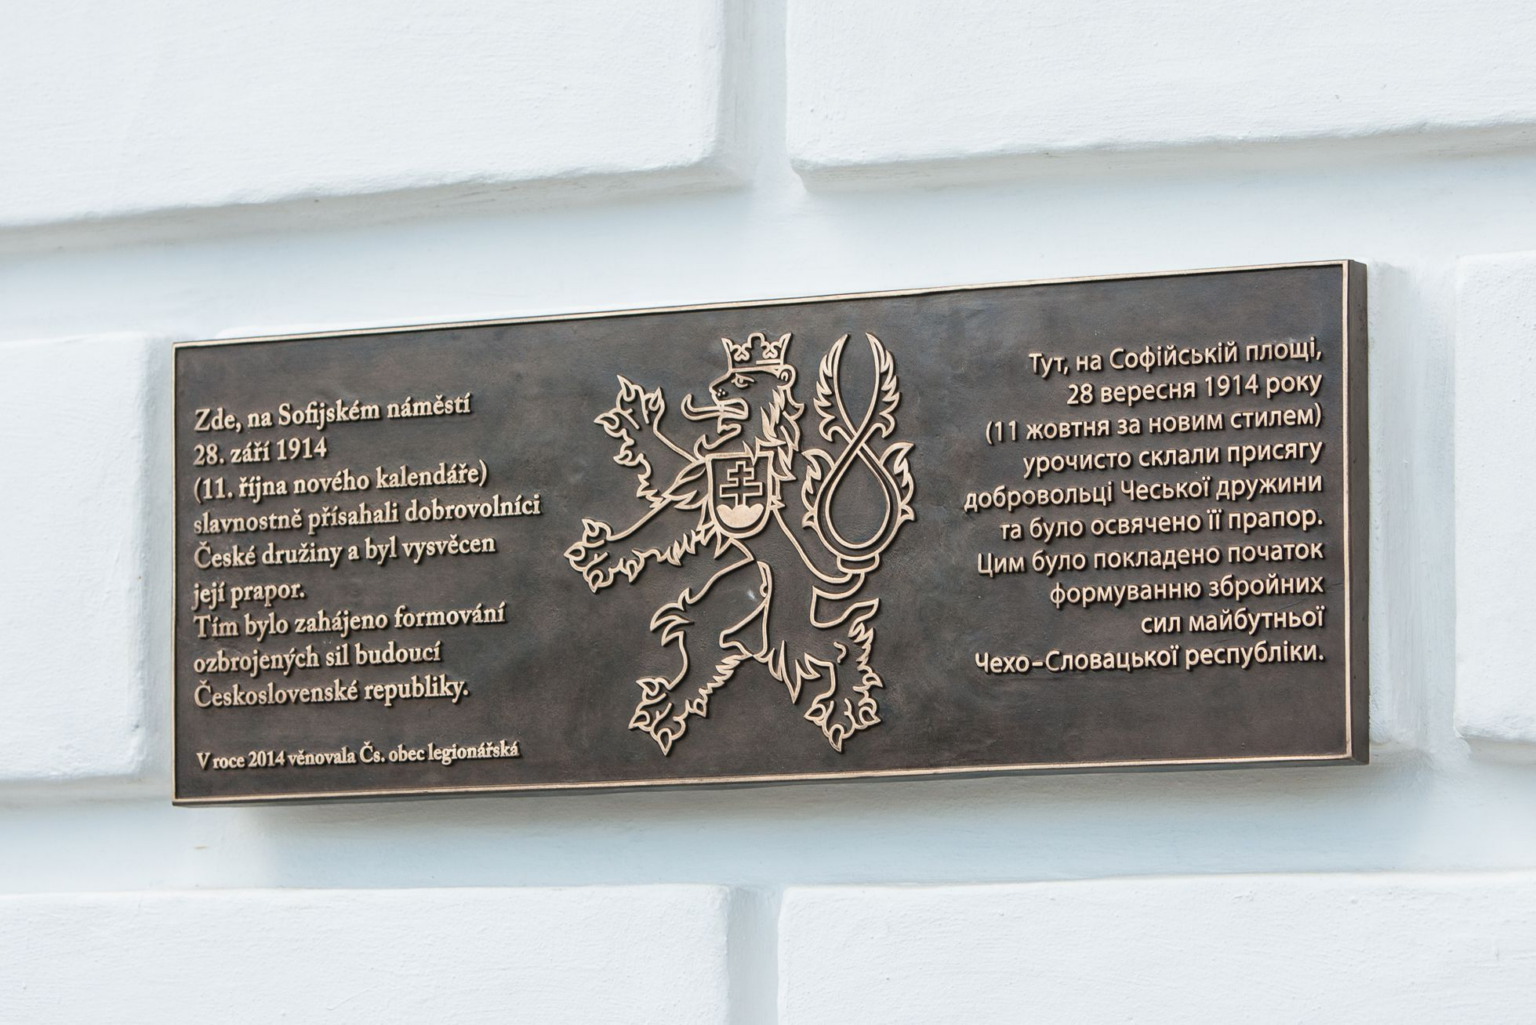 Zde, na Sofijském náměstí
28. září 1914
(11. října nového kalendáře)
slavnostně přísahali dobrovolníci
České družiny a byl vysvěcen
její prapor.
Tím bylo zahájeno formování
ozbrojených sil budoucí
Československé republiky.
V roce 2014 věnovala Čs. obec legionářská
Тут, на Софійській площі,
28 вересня 1914 року
(11 жовтня за новим стилем)
урочисто склали присягу
добровольці Чеської дружини
та було освячено її прапор.
Цим було покладено початок
формуванню збройних
сил майбутньої
Чехо-Словацької республіки.